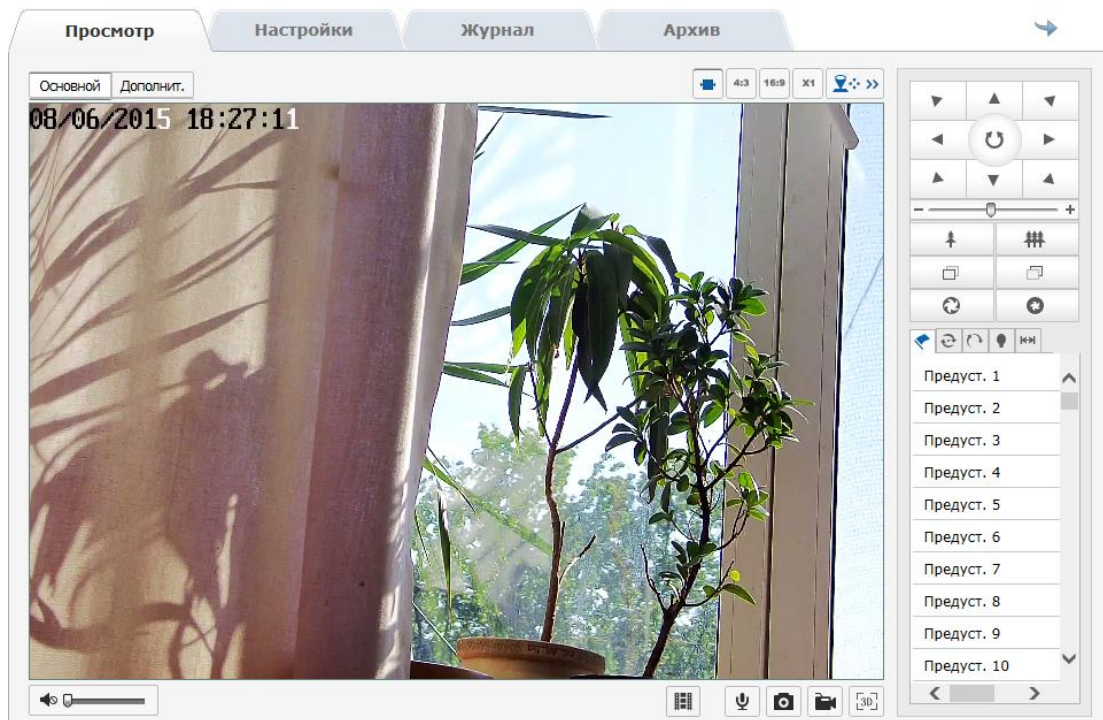 Просмотр Настройки Журнал Архив
Основной Дополнит. 4:3 16:9 X1
08/06/2015 18:27:11
Предуст. 1
Предуст. 2
Предуст. 3
Предуст. 4
Предуст. 5
Предуст. 6
Предуст. 7
Предуст. 8
Предуст. 9
Предуст. 10
3D